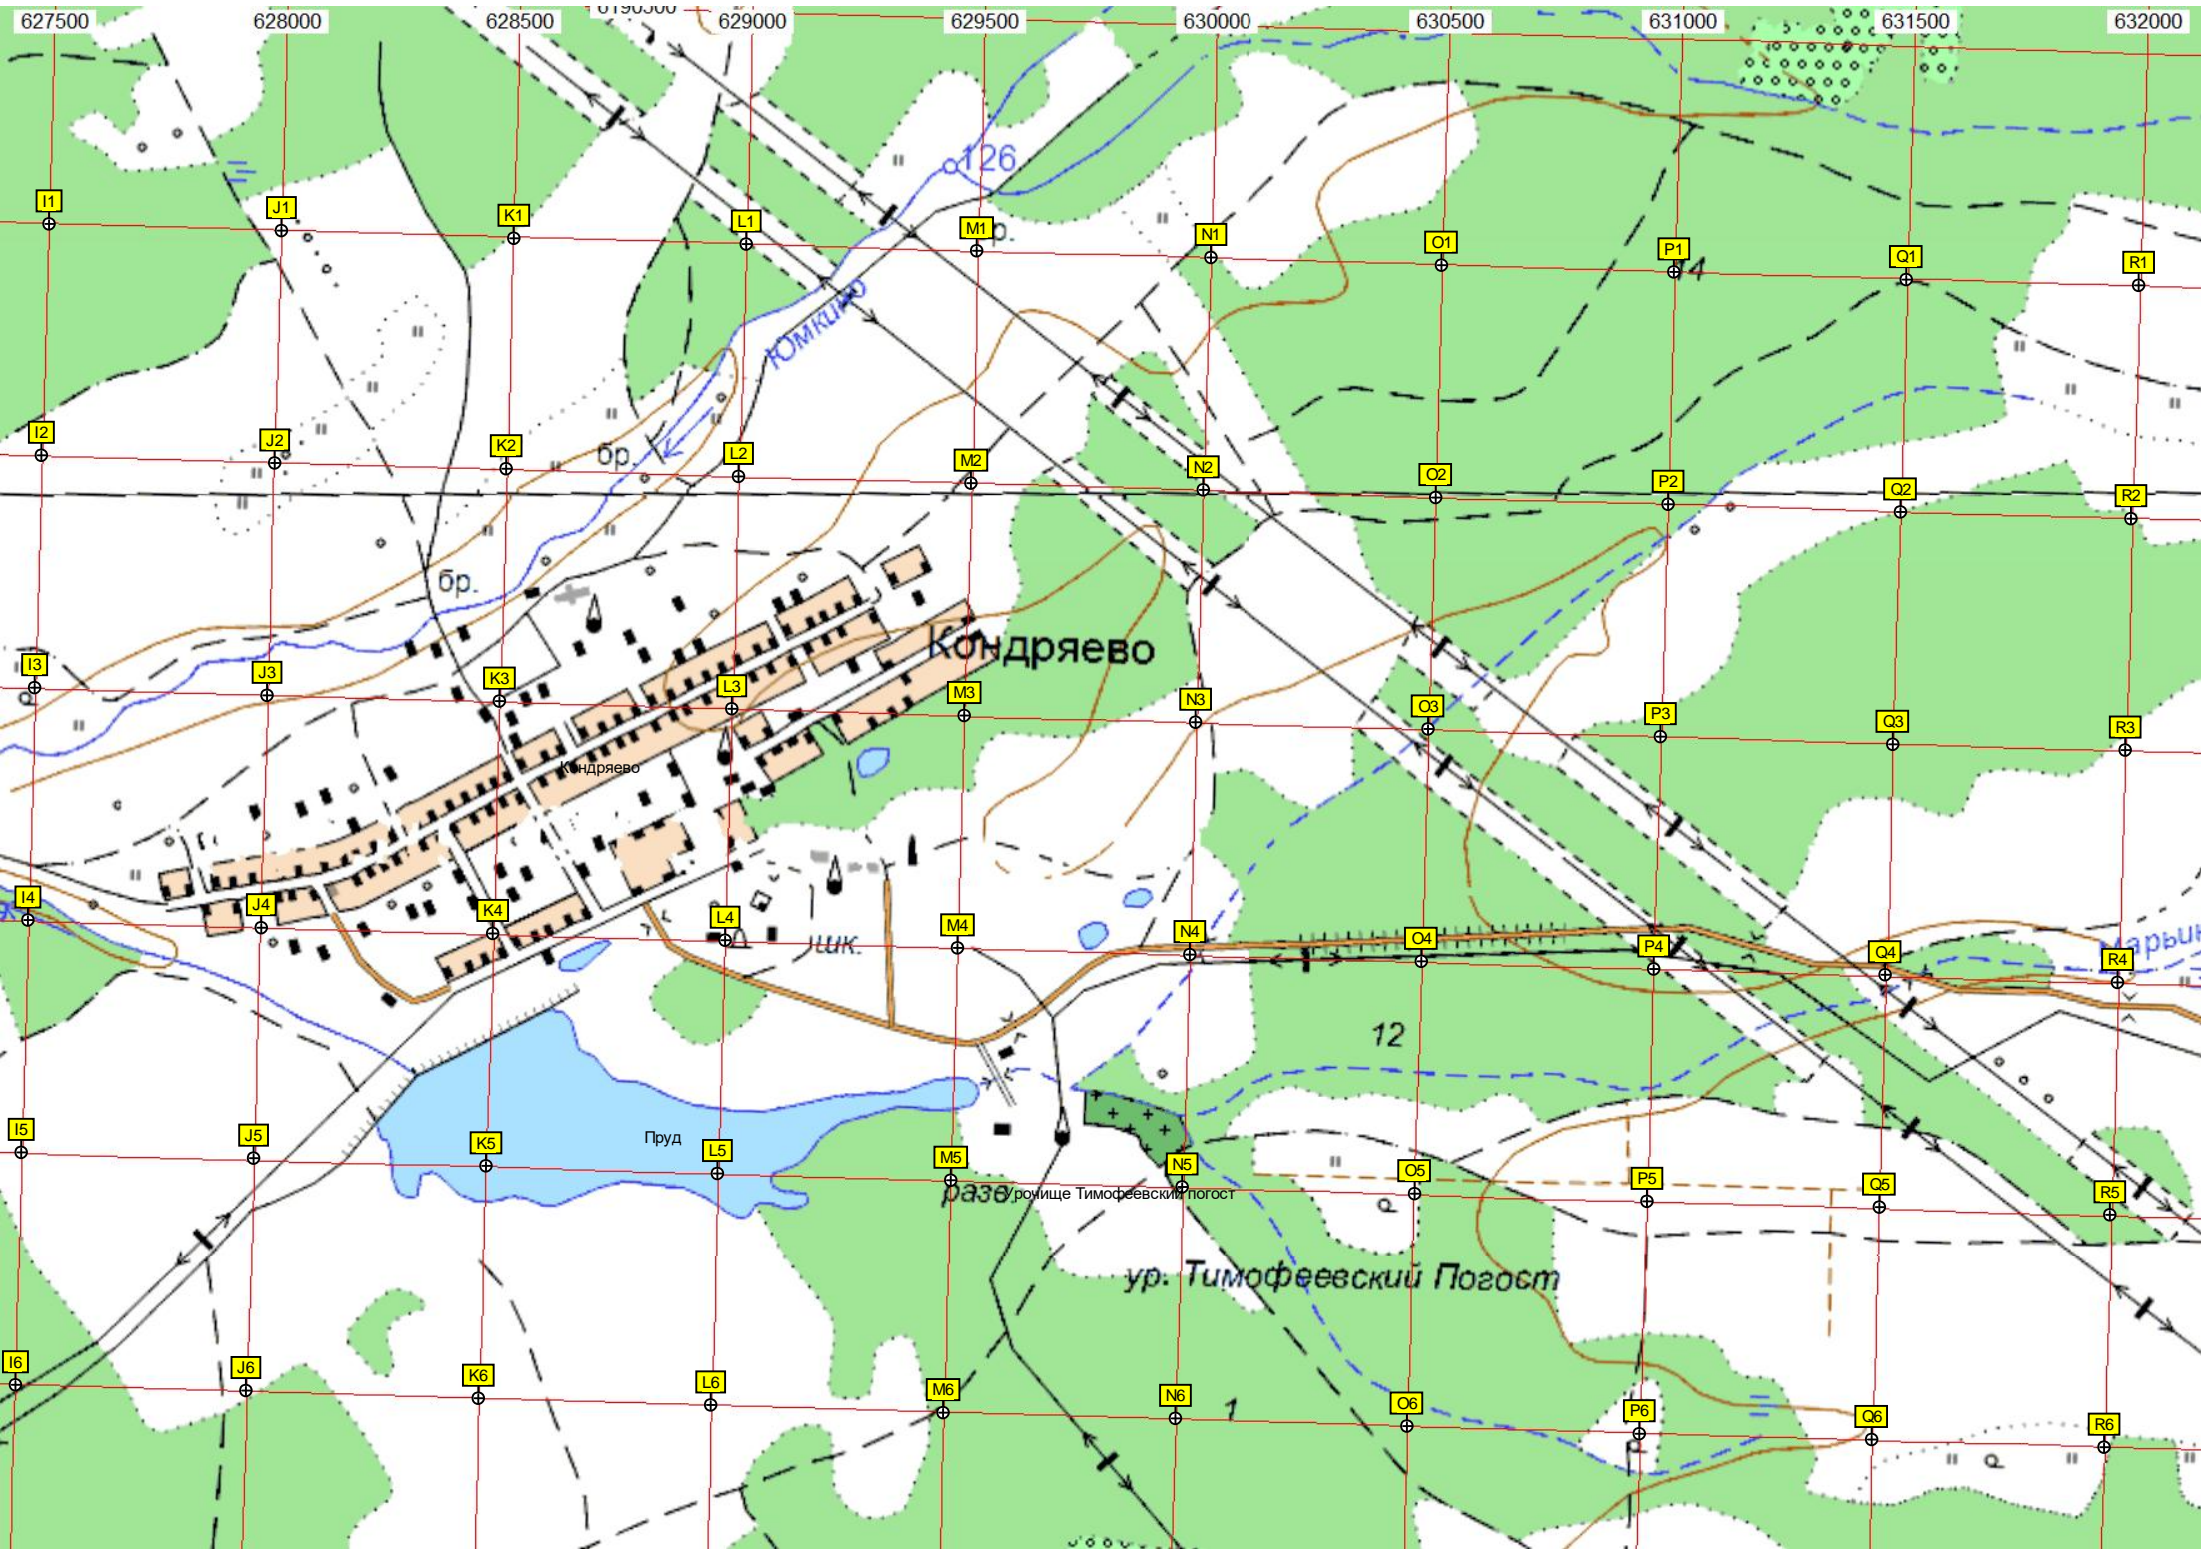 627500 628000 628500 6190500 629000 629500 630000 630500 631000 631500 632000
126
I1 J1 K1 L1 M1 р. N1 O1 P1 Q1 R1
14
Юмкино
I2 J2 K2 бр. L2 M2 N2 O2 P2 Q2 R2
бр.
Кондряево
I3 J3 K3 L3 M3 N3 O3 P3 Q3 R3
Кондряево
I4 J4 K4 L4 шк. M4 N4 O4 P4 Q4 R4
12
I5 J5 K5 Пруд L5 M5 N5 O5 P5 Q5 R5
разв
Урочище Тимофеевский погост
ур. Тимофеевский Погост
I6 J6 K6 L6 M6 N6 1 O6 P6 Q6 R6